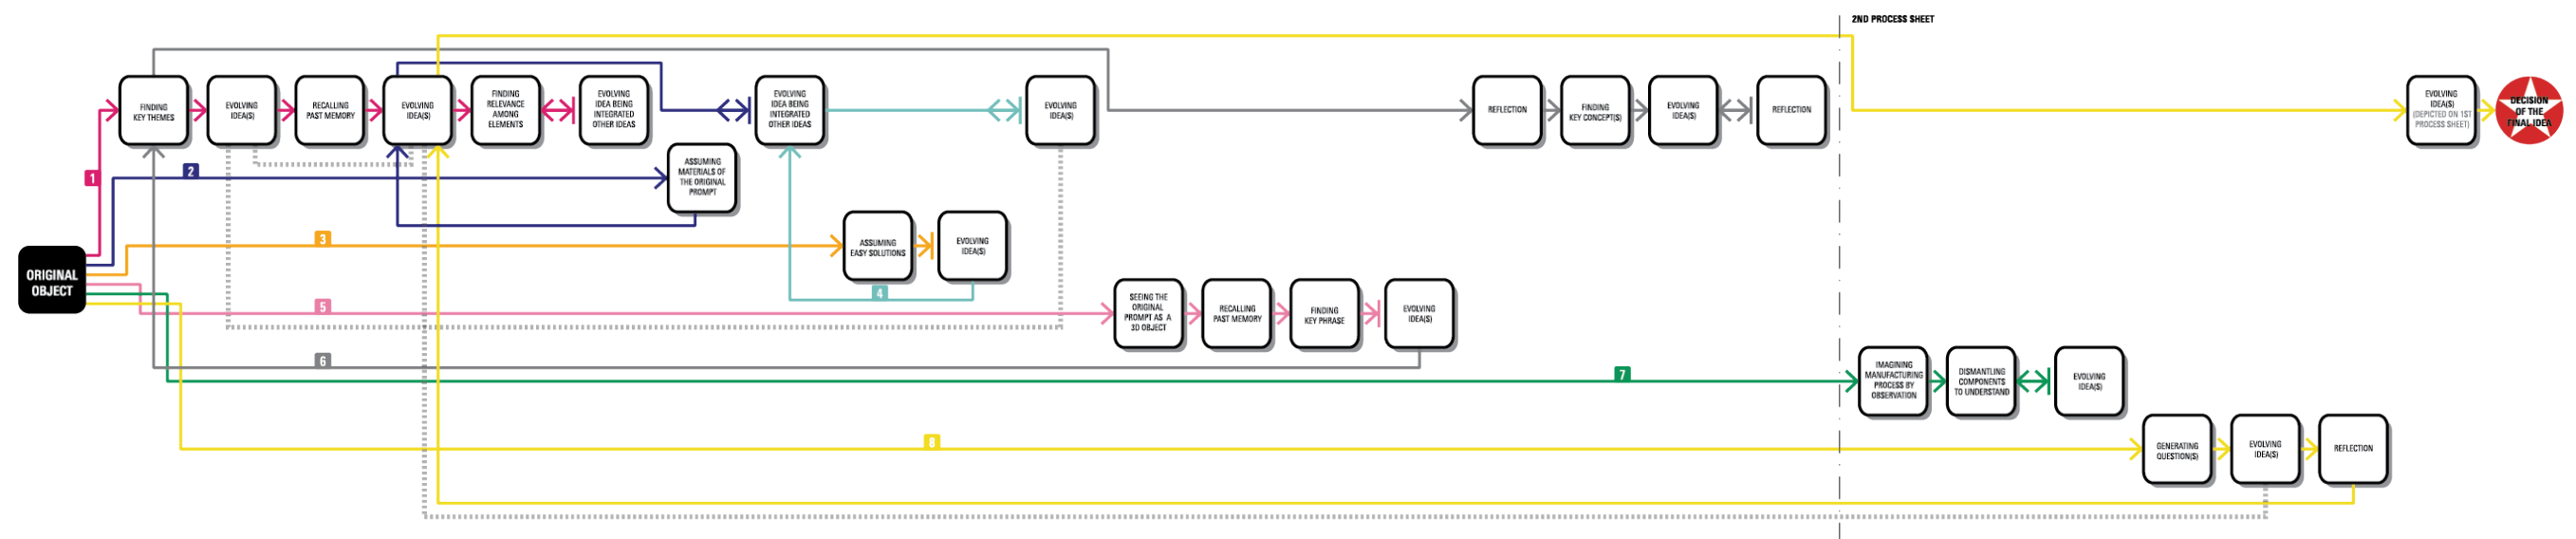 2ND PROCESS SHEET
FINDING
KEY THEMES
EVOLVING
IDEA(S)
RECALLING
PAST MEMORY
EVOLVING
IDEA(S)
FINDING
RELEVANCE
AMONG
ELEMENTS
EVOLVING
IDEA BEING
INTEGRATED
OTHER IDEAS
EVOLVING
IDEA BEING
INTEGRATED
OTHER IDEAS
EVOLVING
IDEA(S)
REFLECTION
FINDING
KEY CONCEPT(S)
EVOLVING
IDEA(S)
REFLECTION
EVOLVING
IDEA(S)
(DEPICTED ON 1ST
PROCESS SHEET)
DECISION
OF THE
FINAL IDEA
1
2
ASSUMING
MATERIALS OF
THE ORIGINAL
PROMPT
3
ASSUMING
EASY SOLUTIONS
EVOLVING
IDEA(S)
ORIGINAL
OBJECT
4
5
SEEING THE
ORIGINAL
PROMPT AS A
3D OBJECT
RECALLING
PAST MEMORY
FINDING
KEY PHRASE
EVOLVING
IDEA(S)
6
7
IMAGINING
MANUFACTURING
PROCESS BY
OBSERVATION
DISMANTLING
COMPONENTS
TO UNDERSTAND
EVOLVING
IDEA(S)
8
GENERATING
QUESTION(S)
EVOLVING
IDEA(S)
REFLECTION